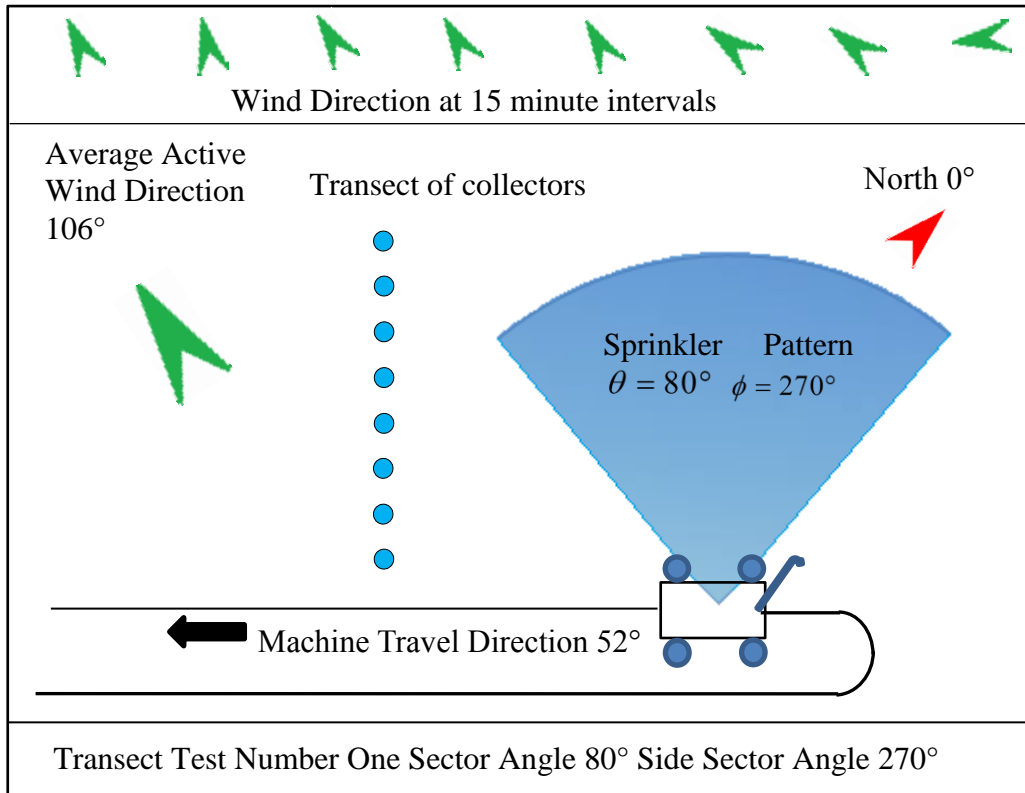 Wind Direction at 15 minute intervals
Average Active
Wind Direction
106°
Transect of collectors
North 0°
Sprinkler Pattern
θ = 80° ϕ = 270°
Machine Travel Direction 52°
Transect Test Number One Sector Angle 80° Side Sector Angle 270°